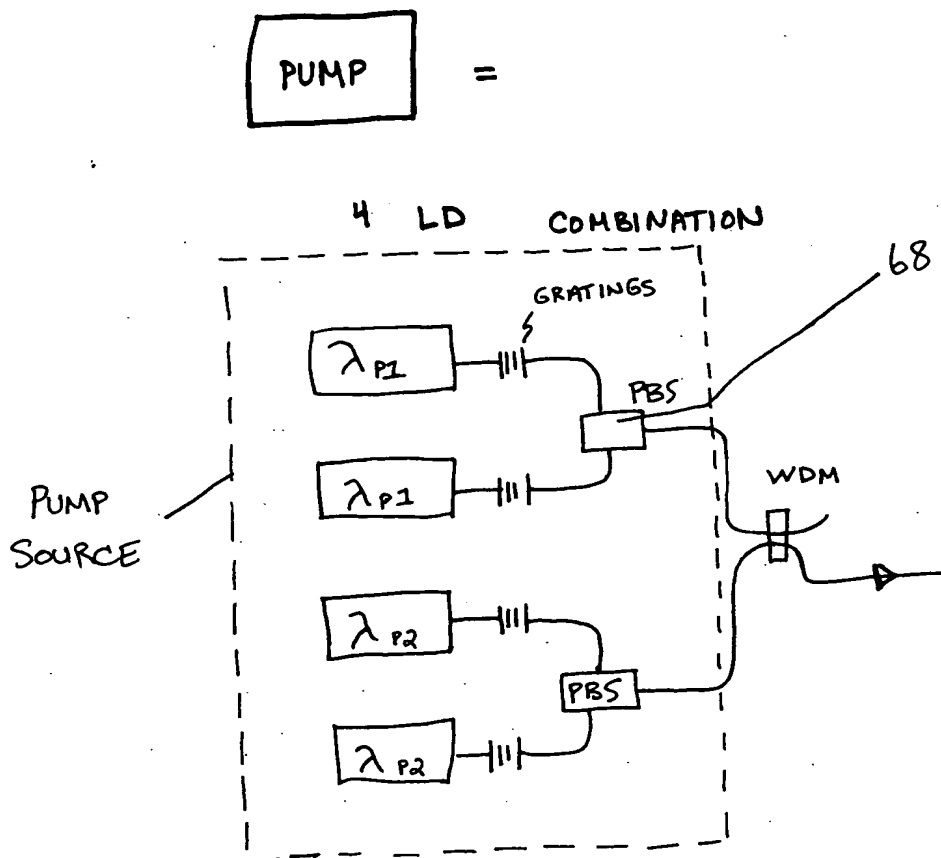 PUMP =
4 LD COMBINATION
68
GRATINGS
λP1
PBS
λP1
WDM
PUMP
SOURCE
λP2
PBS
λP2